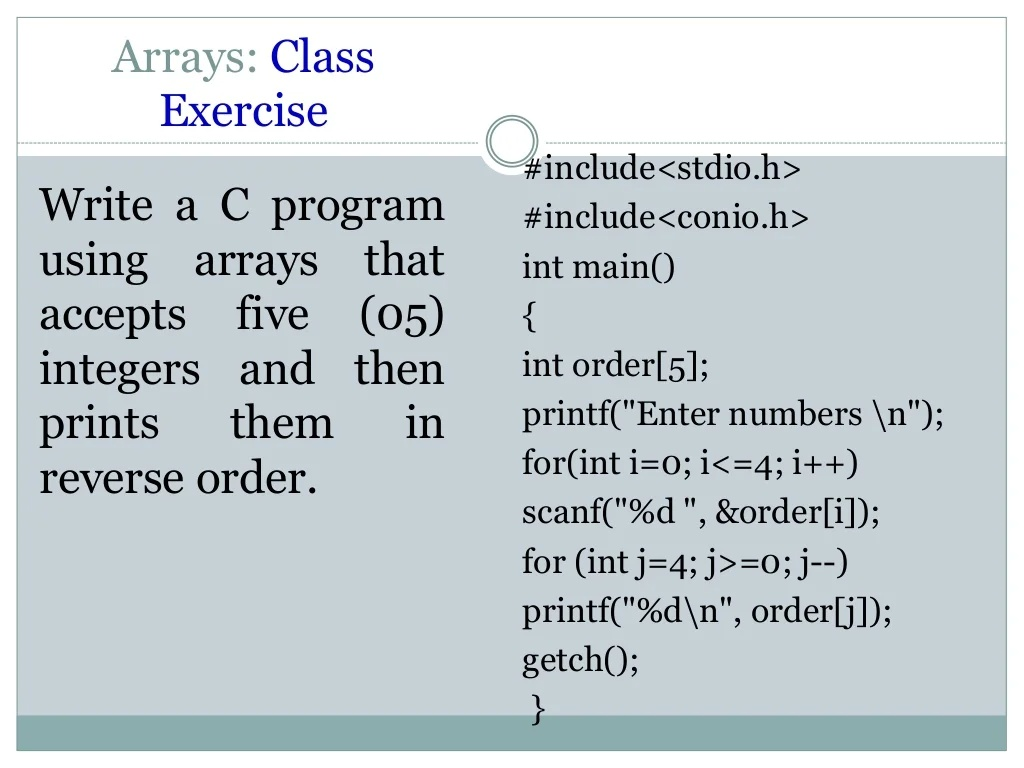 Arrays: Class
Exercise
Write a C program
using arrays that
accepts five (05)
integers and then
prints them in
reverse order.
#include<stdio.h>
#include<conio.h>
int main()
{
int order[5];
printf("Enter numbers \n");
for(int i=0; i<=4; i++)
scanf("%d ", &order[i]);
for (int j=4; j>=0; j--)
printf("%d\n", order[j]);
getch();
}